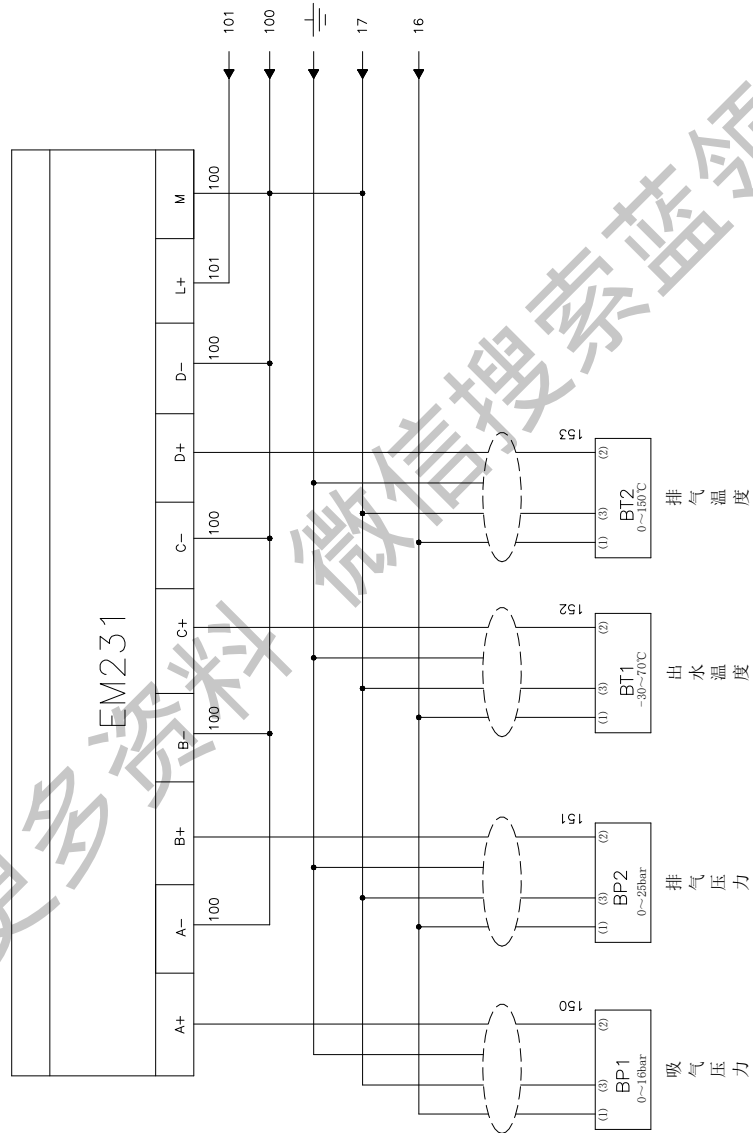 101
100
17
16
EM231
A+
A-
B+
B-
C+
C-
D+
D-
L+
M
100
100
100
100
101
100
150
151
152
153
(1)
(3)
(2)
BP1
0~16bar
吸气压力
(1)
(3)
(2)
BP2
0~25bar
排气压力
(1)
(3)
(2)
BT1
-30~70℃
出水温度
(1)
(3)
(2)
BT2
0~150℃
排气温度
更多资料 微信搜索蓝领